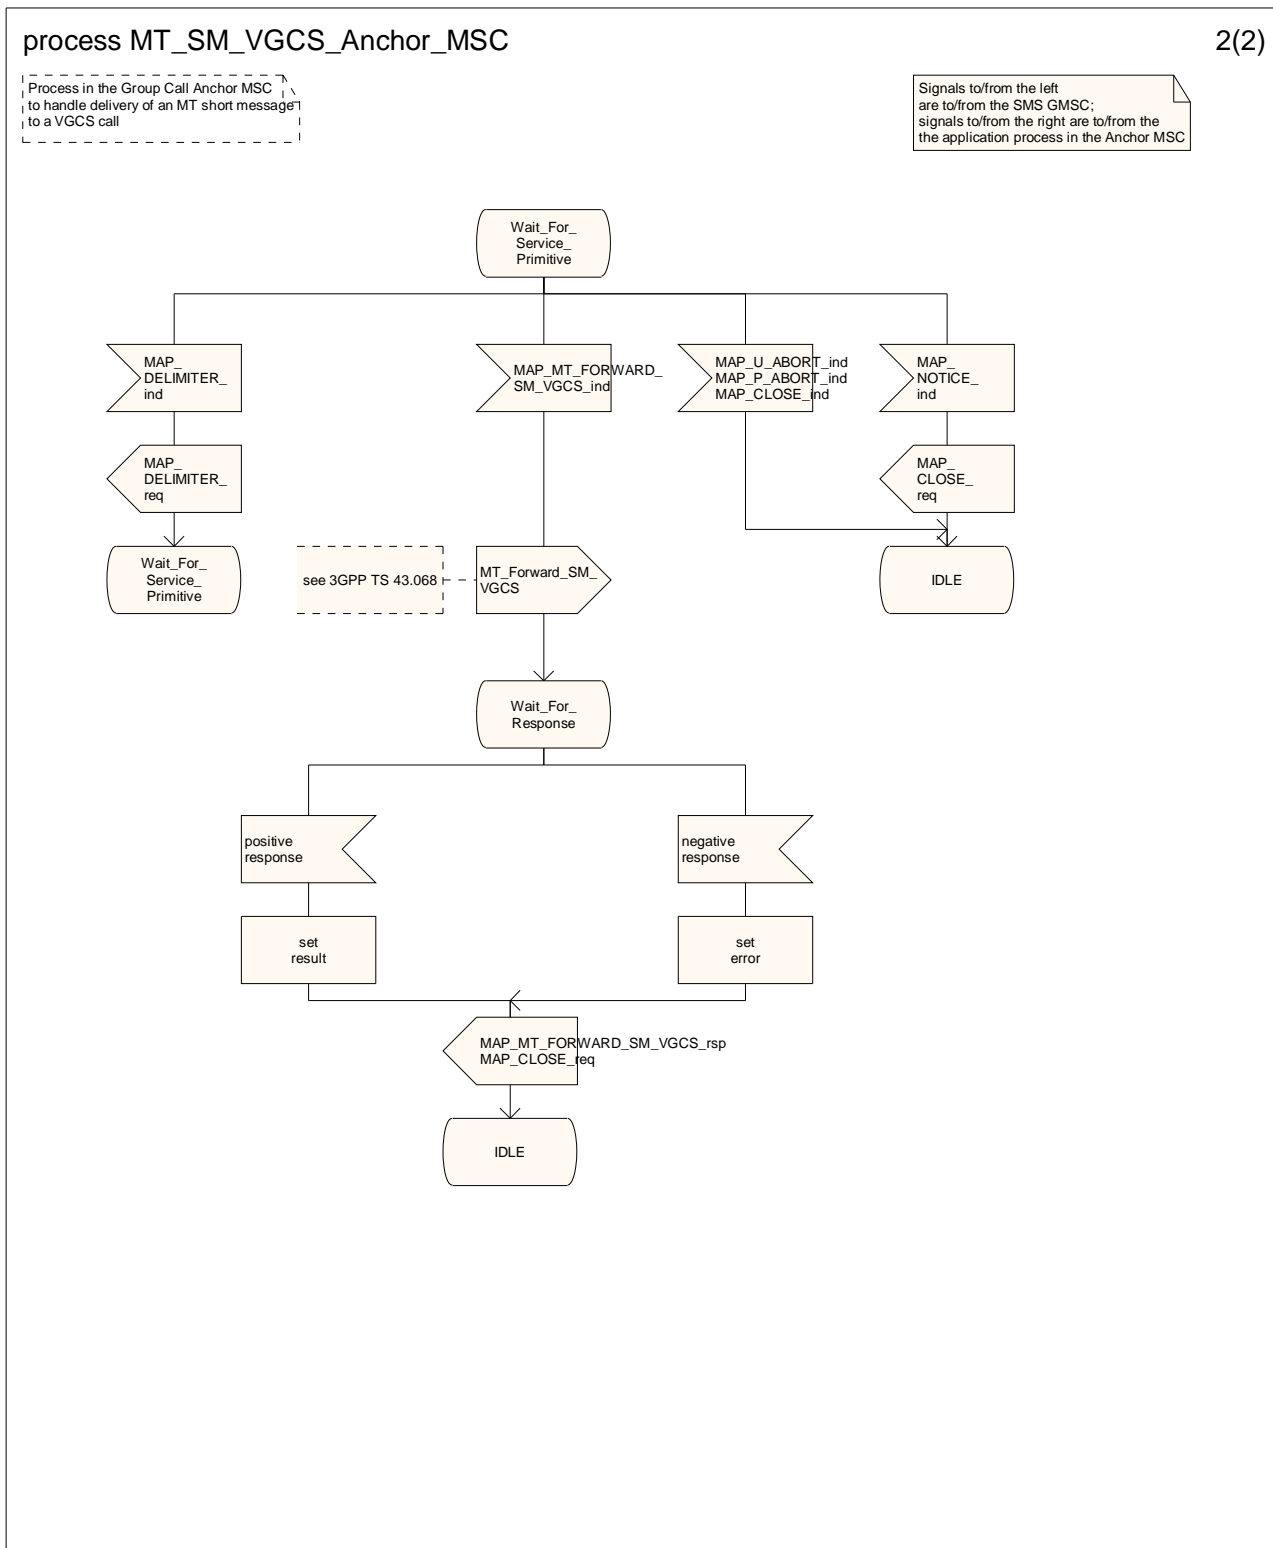 process MT_SM_VGCS_Anchor_MSC
2(2)
Process in the Group Call Anchor MSC
to handle delivery of an MT short message
to a VGCS call
Signals to/from the left
are to/from the SMS GMSC;
signals to/from the right are to/from the
the application process in the Anchor MSC
Wait_For_
Service_
Primitive
MAP_
DELIMITER_
ind
MAP_MT_FORWARD_
SM_VGCS_ind
MAP_U_ABORT_ind
MAP_P_ABORT_ind
MAP_CLOSE_ind
MAP_
NOTICE_
ind
MAP_
DELIMITER_
req
MAP_
CLOSE_
req
Wait_For_
Service_
Primitive
see 3GPP TS 43.068
MT_Forward_SM_
VGCS
IDLE
Wait_For_
Response
positive
response
negative
response
set
result
set
error
MAP_MT_FORWARD_SM_VGCS_rsp
MAP_CLOSE_req
IDLE